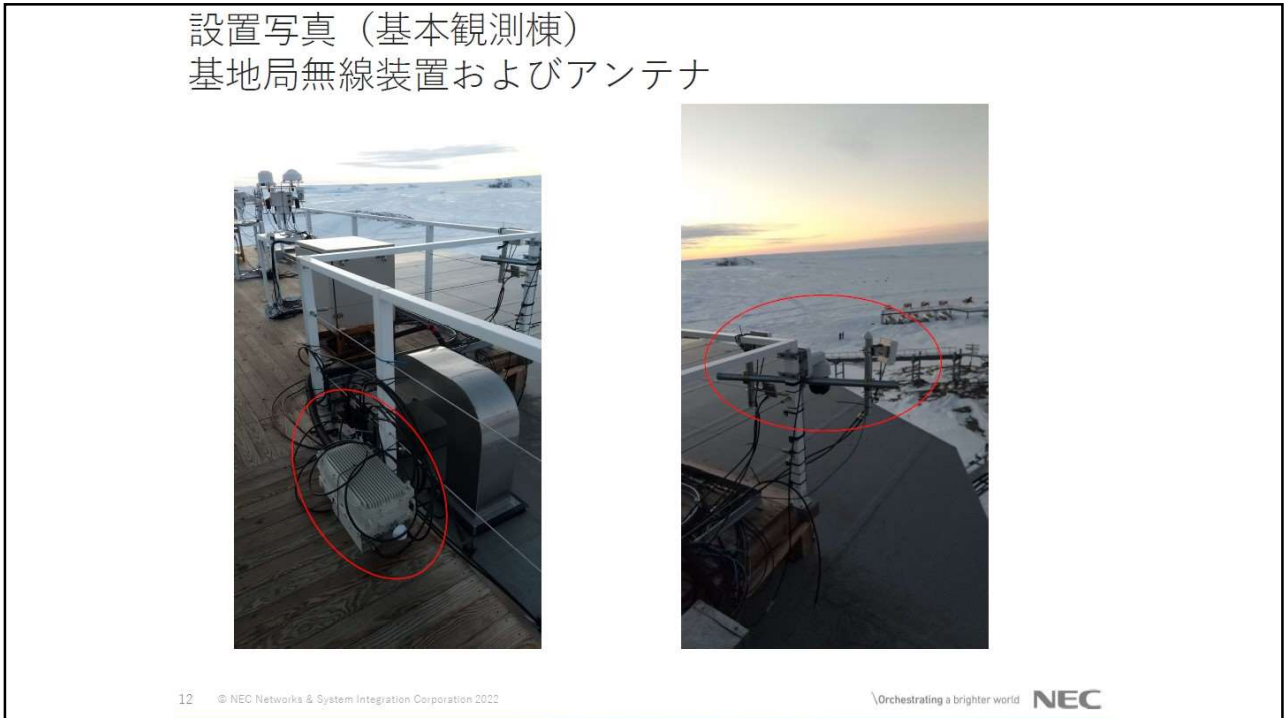 設置写真（基本観測棟）
基地局無線装置およびアンテナ
12 © NEC Networks & System Integration Corporation 2022
\Orchestrating a brighter world NEC